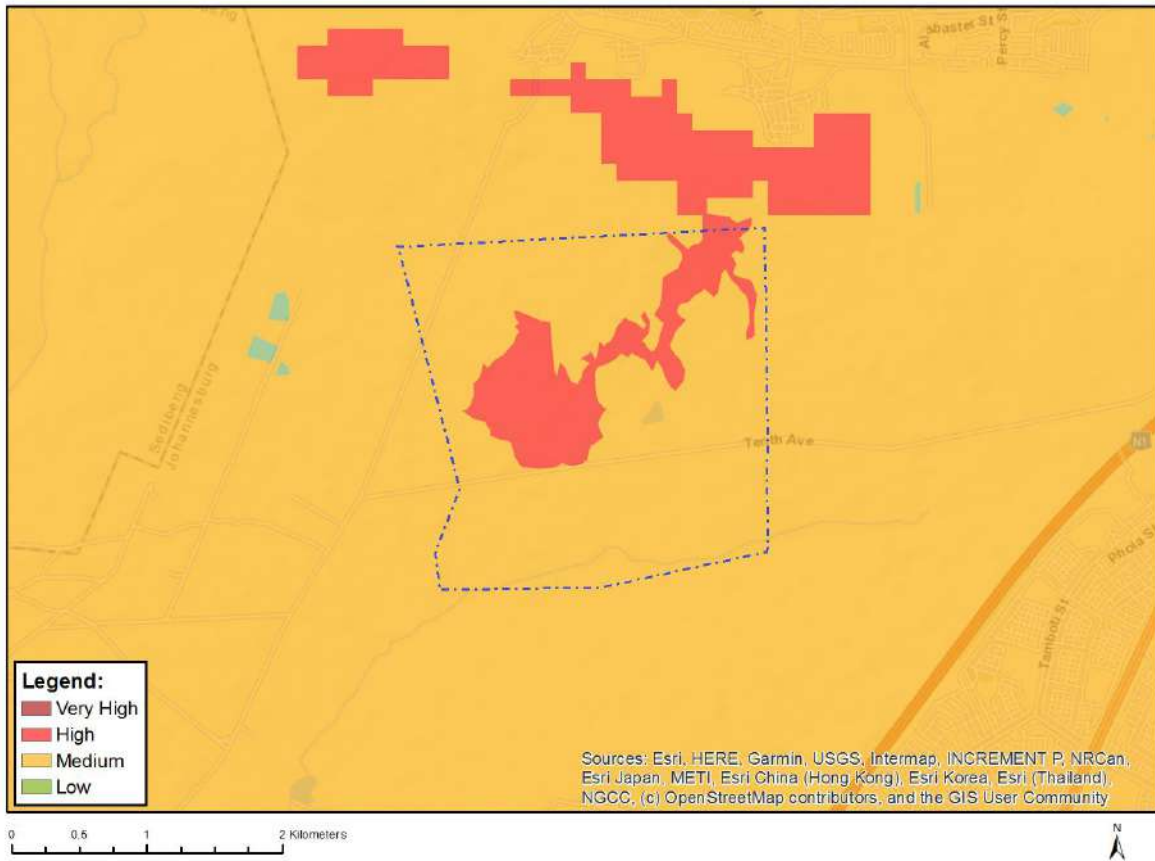 Alabaster St
Percy St
Sedibeng
Johannesburg
Tenth Ave
N1
Phola St
Tamboti St
Legend:
Very High
High
Medium
Low
Sources: Esri, HERE, Garmin, USGS, Intermap, INCREMENT P, NRCan,
Esri Japan, METI, Esri China (Hong Kong), Esri Korea, Esri (Thailand),
NGCC, (c) OpenStreetMap contributors, and the GIS User Community
0 0.5 1 2 Kilometers
N